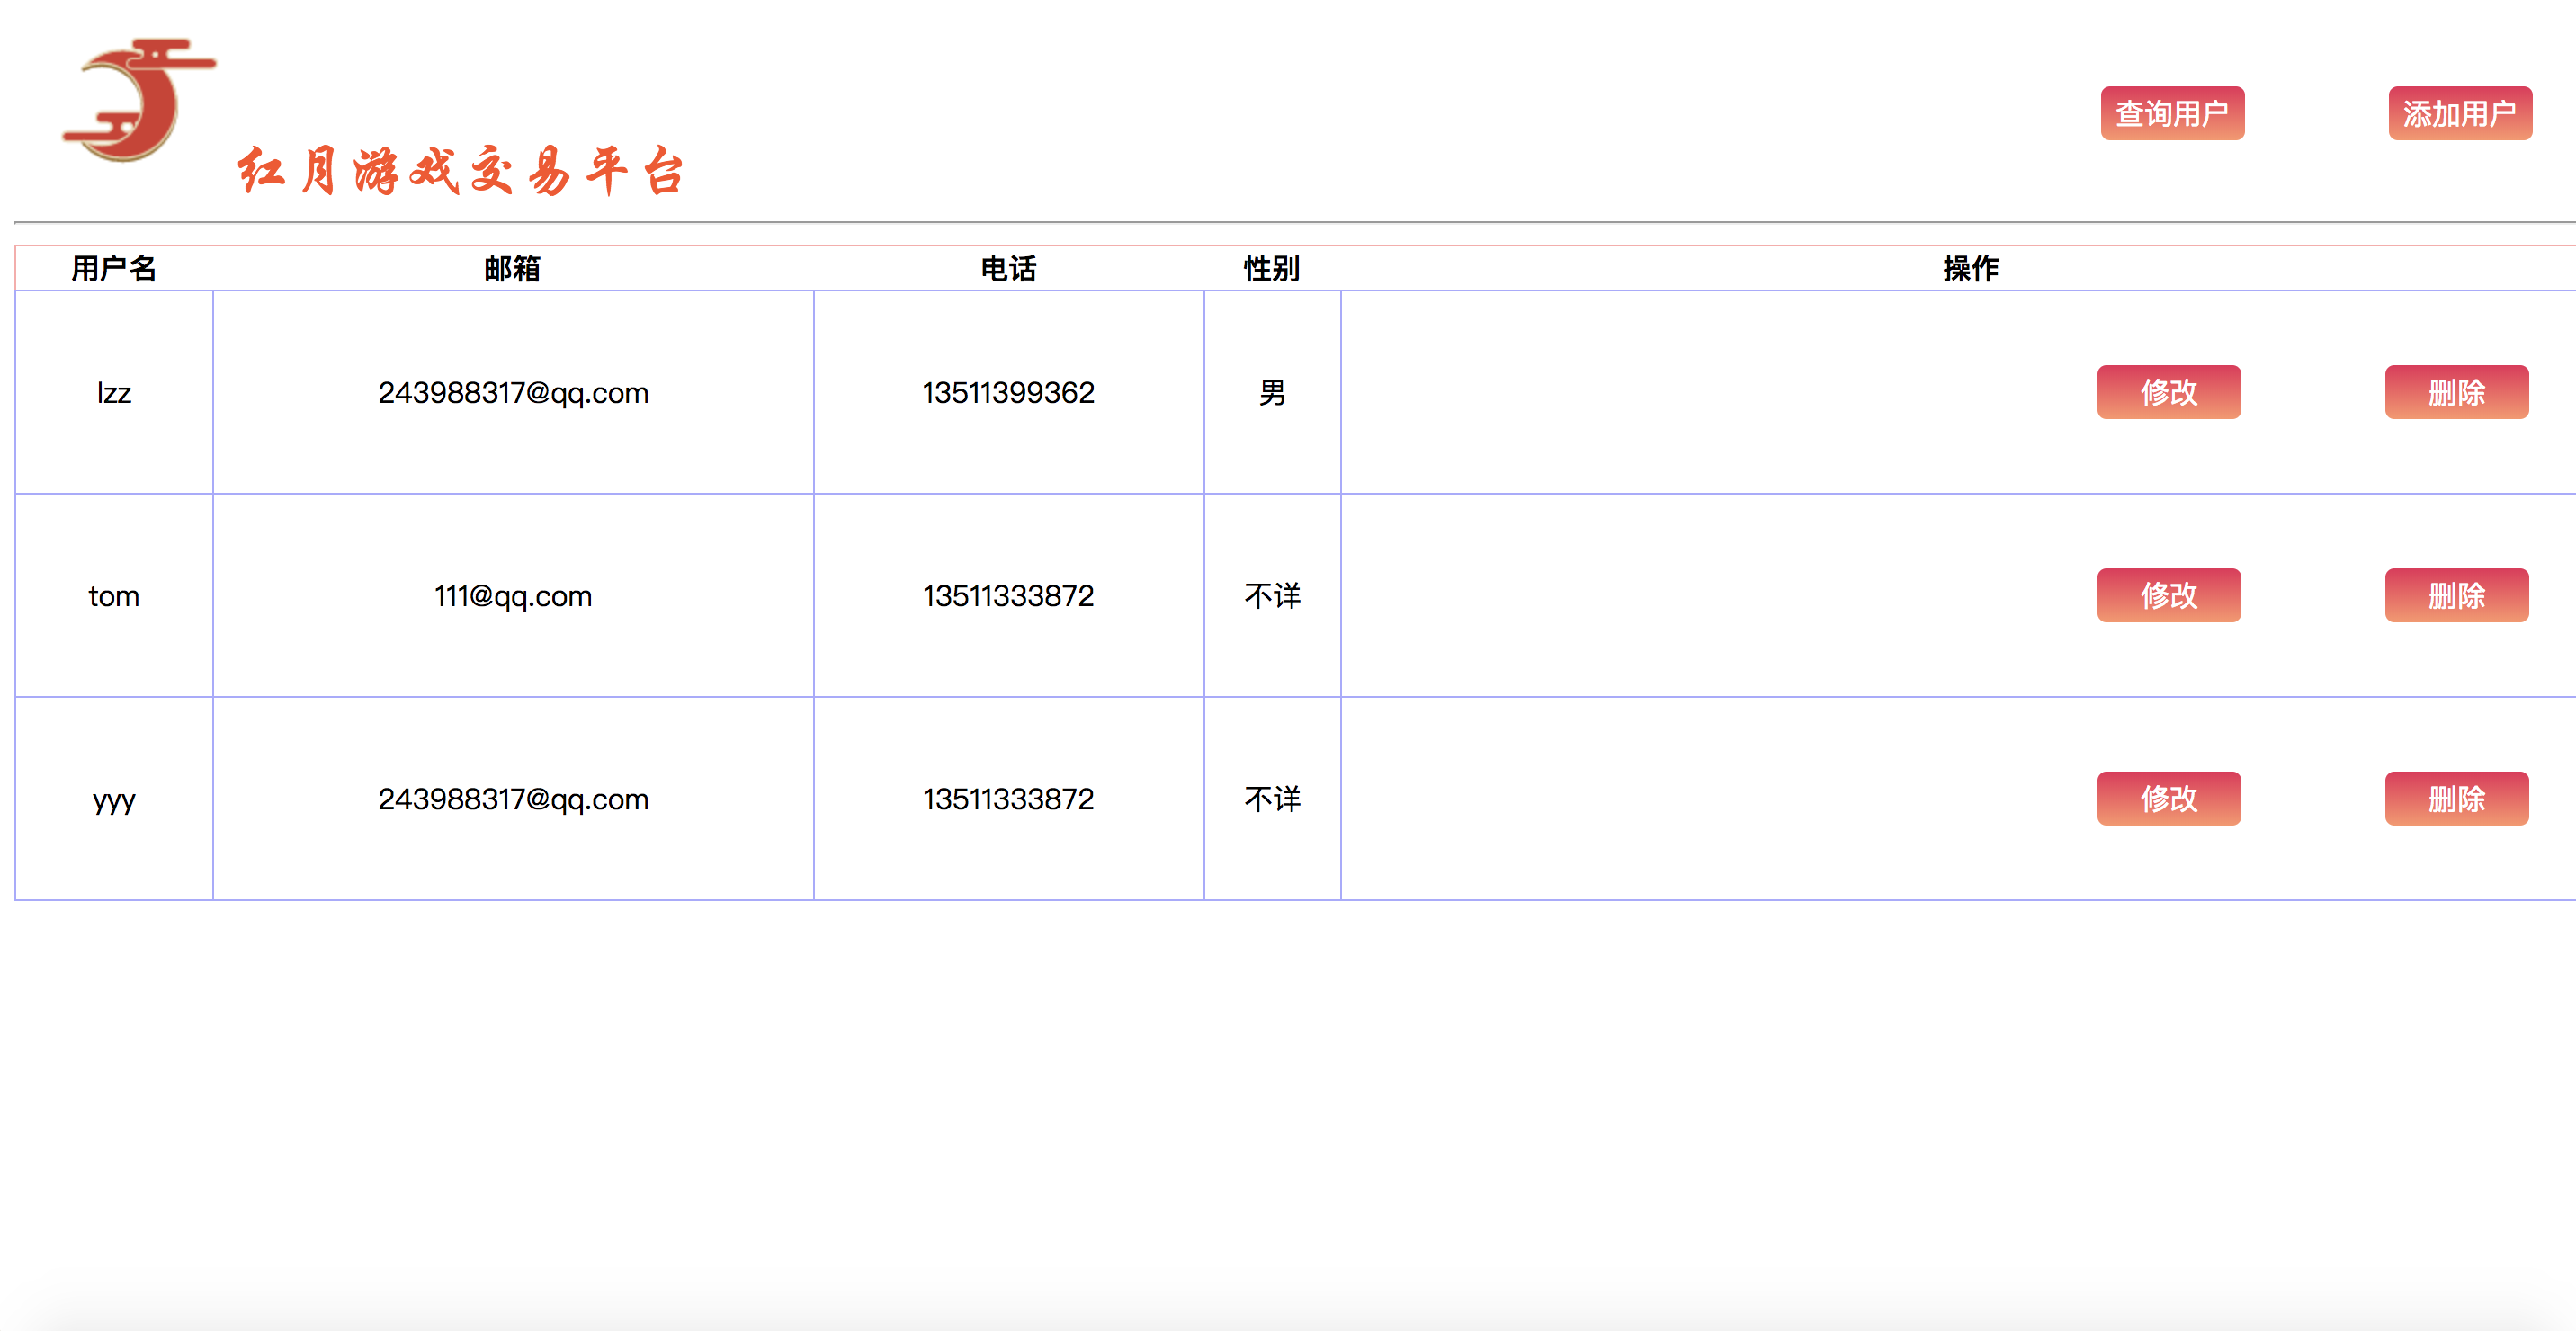 查询用户 添加用户
红月游戏交易平台
用户名 邮箱 电话 性别 操作
lzz 243988317@qq.com 13511399362 男 修改 删除
tom 111@qq.com 13511333872 不详 修改 删除
yyy 243988317@qq.com 13511333872 不详 修改 删除